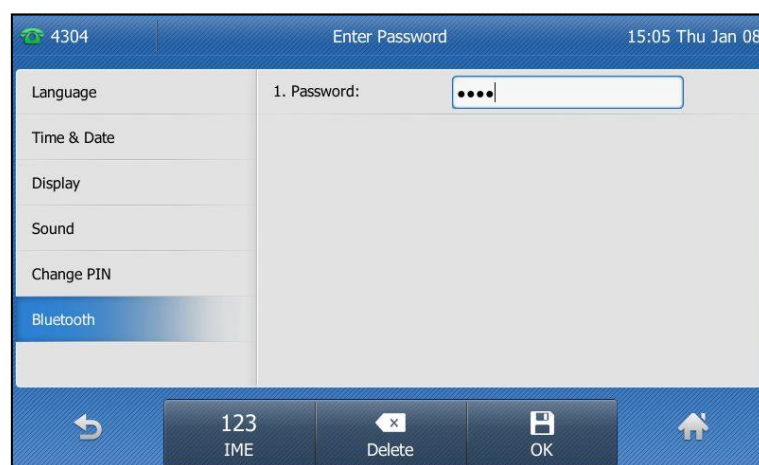 4304 Enter Password 15:05 Thu Jan 08
Language
1. Password: ••••
Time & Date
Display
Sound
Change PIN
Bluetooth
123
IME
Delete
OK